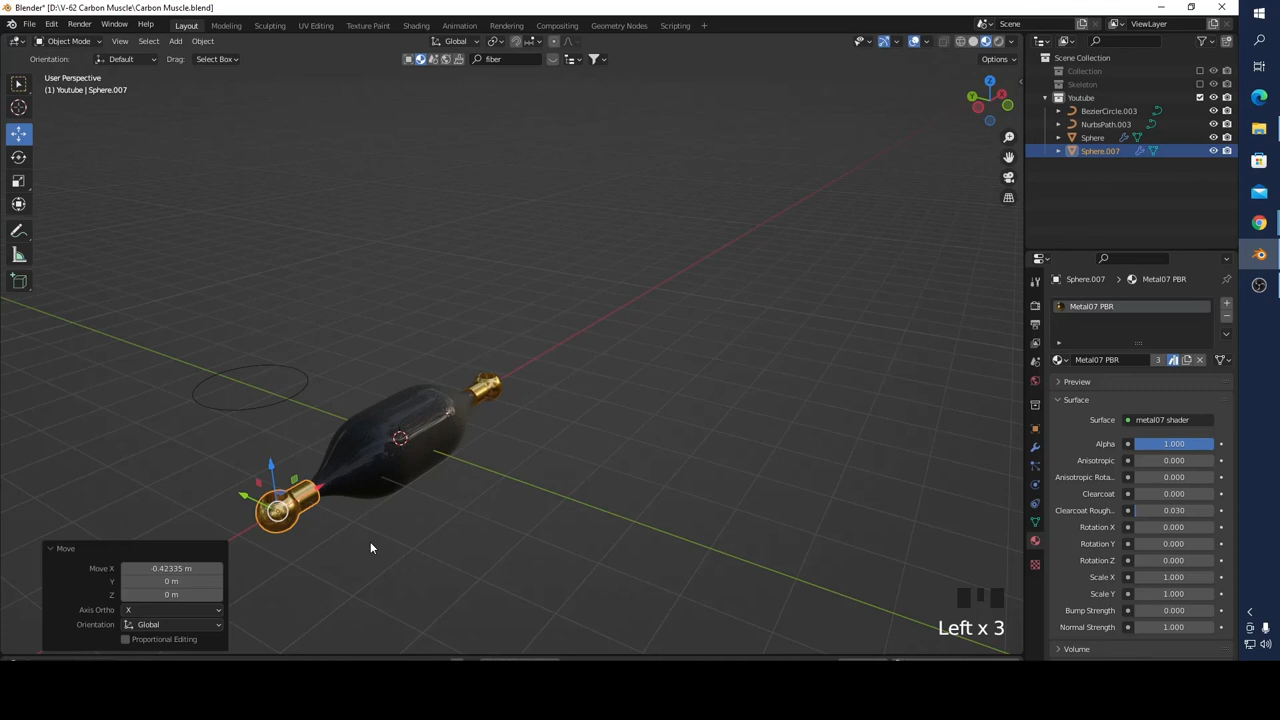 Blender* [D:\V-62 Carbon Muscle\Carbon Muscle.blend]
File Edit Render Window Help Layout Modeling Sculpting UV Editing Texture Paint Shading Animation Rendering Compositing Geometry Nodes Scripting + Scene ViewLayer
Object Mode View Select Add Object Global
Orientation: Default Drag: Select Box fiber Options
User Perspective
(1) Youtube | Sphere.007
Scene Collection
Collection
Skeleton
Youtube
BezierCircle.003
NurbsPath.003
Sphere
Sphere.007
Sphere.007 Metal07 PBR
Metal07 PBR
Metal07 PBR 3
Preview
Surface
Surface metal07 shader
Alpha 1.000
Anisotropic 0.000
Anisotropic Rota... 0.000
Clearcoat 0.000
Clearcoat Rough... 0.030
Rotation X 0.000
Rotation Y 0.000
Rotation Z 0.000
Scale X 1.000
Scale Y 1.000
Bump Strength 0.000
Normal Strength 1.000
Volume
X Y Z
Move
Move X -0.42335 m
Y 0 m
Z 0 m
Axis Ortho X
Orientation Global
Proportional Editing
Left x 3